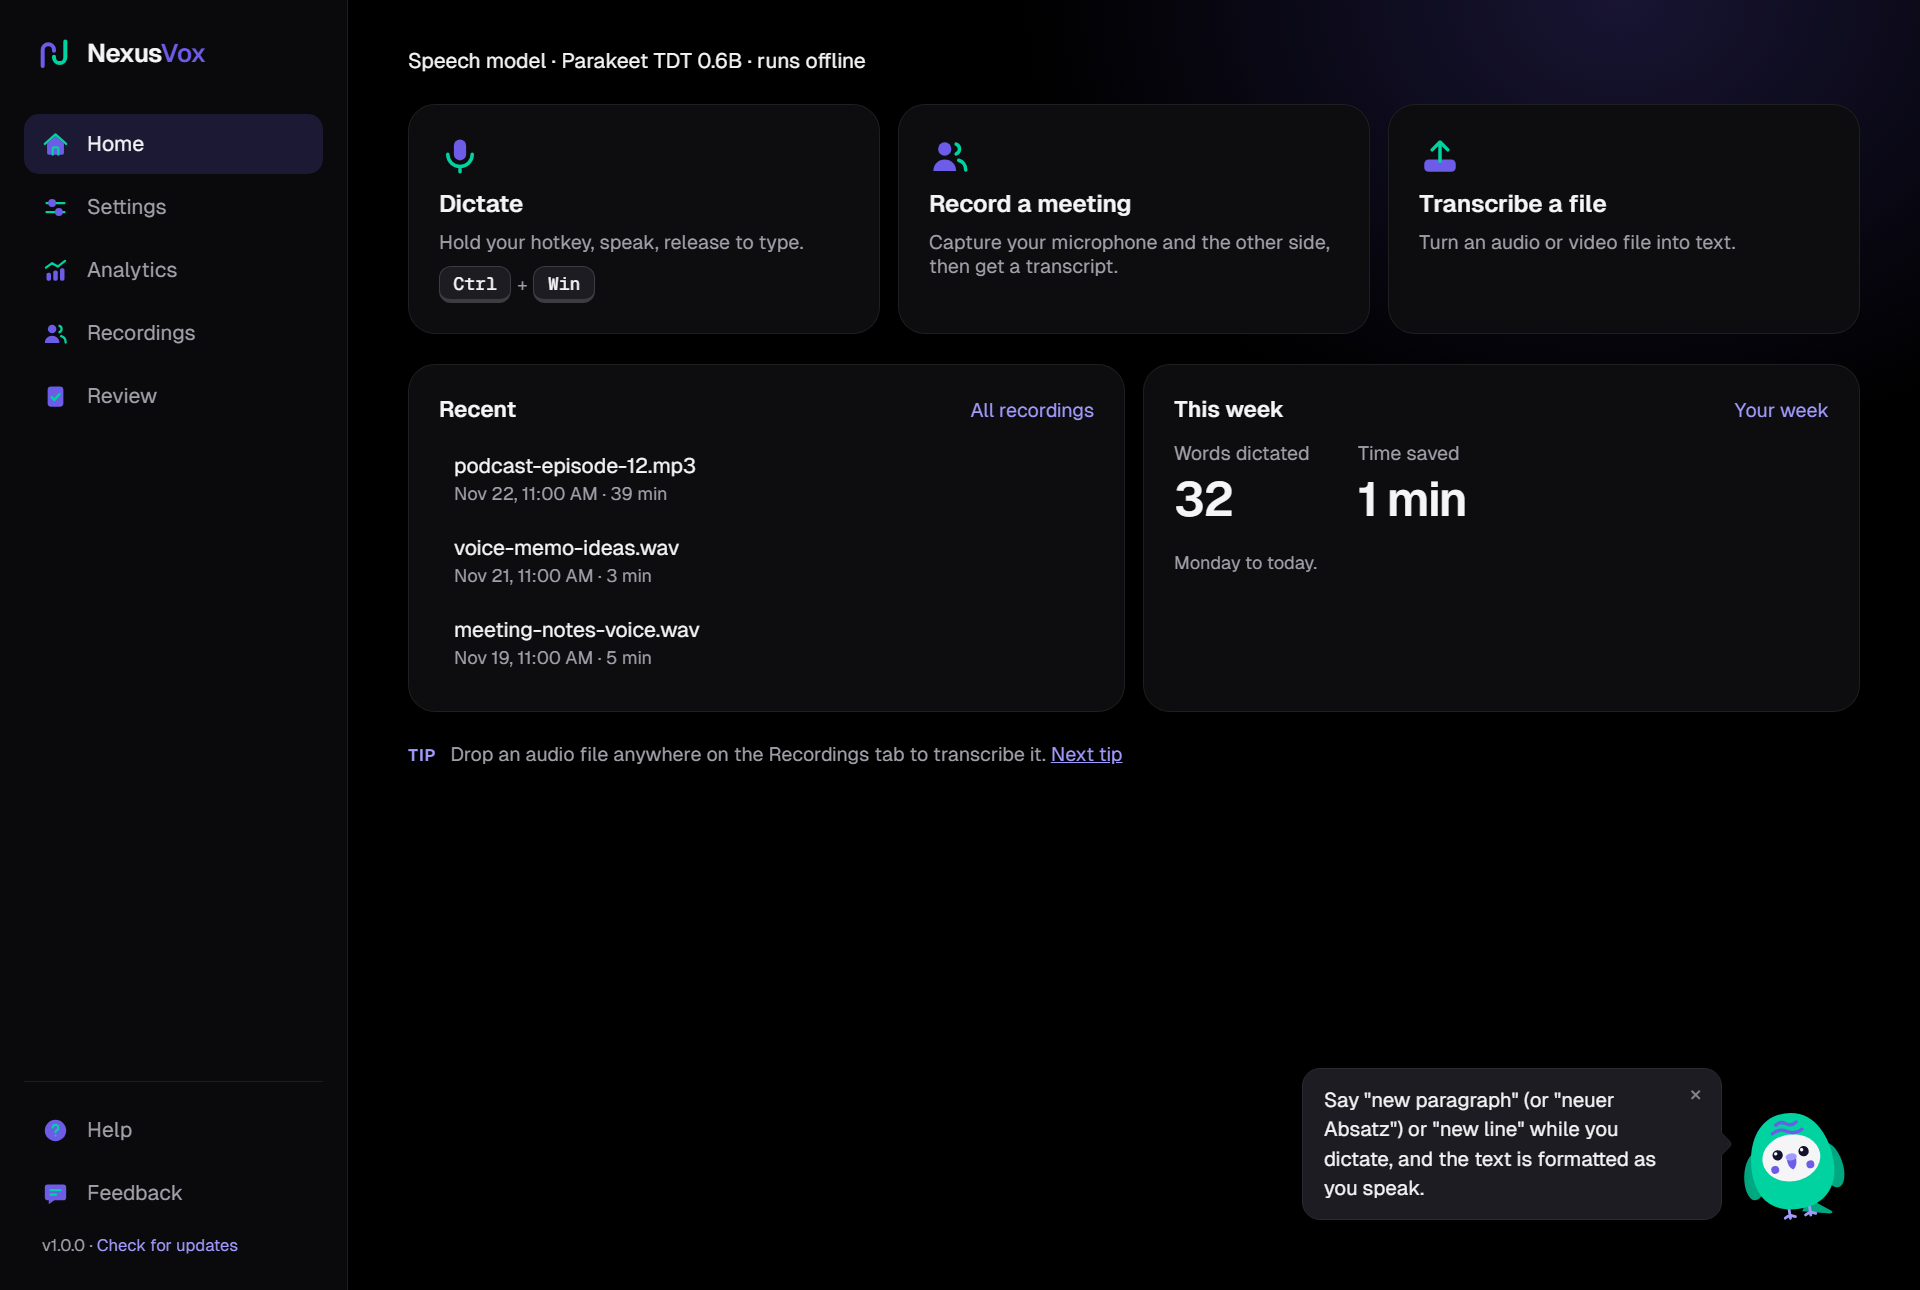 NexusVox
Home
Settings
Analytics
Recordings
Review
Help
Feedback
v1.0.0 · Check for updates
Speech model · Parakeet TDT 0.6B · runs offline
Dictate
Hold your hotkey, speak, release to type.
Ctrl + Win
Record a meeting
Capture your microphone and the other side,
then get a transcript.
Transcribe a file
Turn an audio or video file into text.
Recent
All recordings
podcast-episode-12.mp3
Nov 22, 11:00 AM · 39 min
voice-memo-ideas.wav
Nov 21, 11:00 AM · 3 min
meeting-notes-voice.wav
Nov 19, 11:00 AM · 5 min
This week
Your week
Words dictated
32
Time saved
1 min
Monday to today.
TIP Drop an audio file anywhere on the Recordings tab to transcribe it. Next tip
Say "new paragraph" (or "neuer
Absatz") or "new line" while you
dictate, and the text is formatted as
you speak.